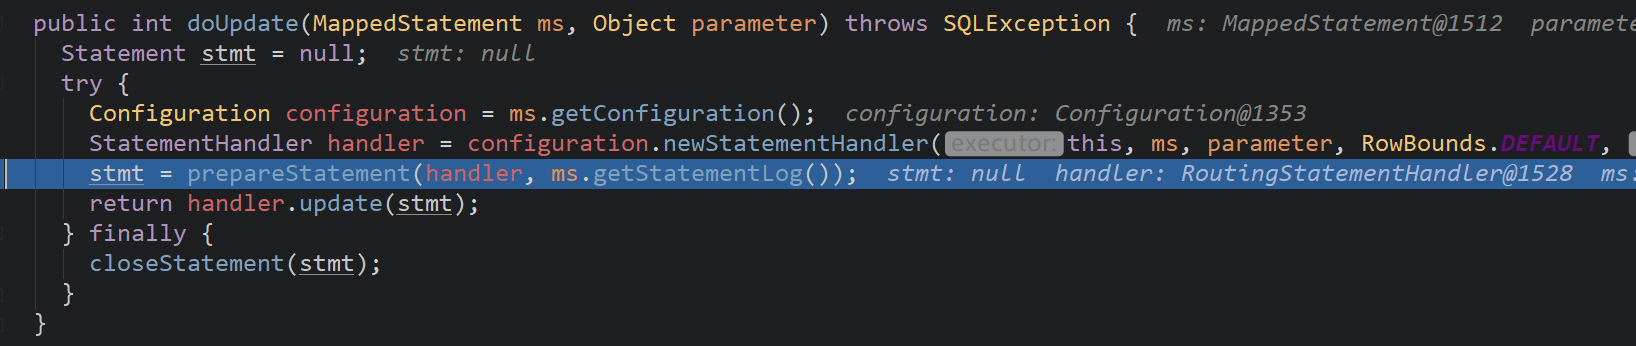 public int doUpdate(MappedStatement ms, Object parameter) throws SQLException {  ms: MappedStatement@1512  paramete
Statement stmt = null;  stmt: null
try {
Configuration configuration = ms.getConfiguration();  configuration: Configuration@1353
StatementHandler handler = configuration.newStatementHandler( executor: this, ms, parameter, RowBounds.DEFAULT,
stmt = prepareStatement(handler, ms.getStatementLog());  stmt: null  handler: RoutingStatementHandler@1528  ms:
return handler.update(stmt);
} finally {
closeStatement(stmt);
}
}